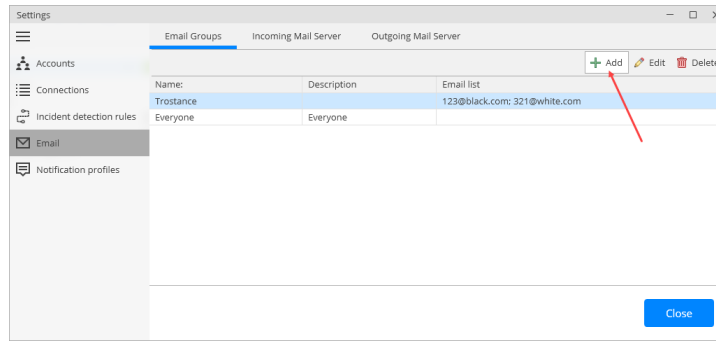 Settings
Email Groups Incoming Mail Server Outgoing Mail Server
Accounts
Connections
Incident detection rules
Email
Notification profiles
Add Edit Delete
Name: Description Email list
Trostance 123@black.com; 321@white.com
Everyone Everyone
Close